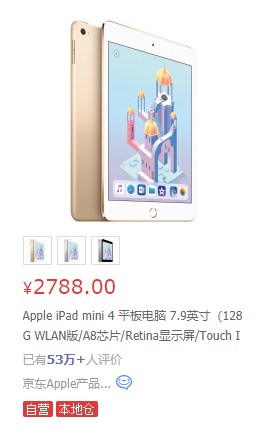 ¥2788.00
Apple iPad mini 4 平板电脑 7.9英寸（128
G WLAN版/A8芯片/Retina显示屏/Touch I
已有53万+人评价
京东Apple产品...
自营 本地仓